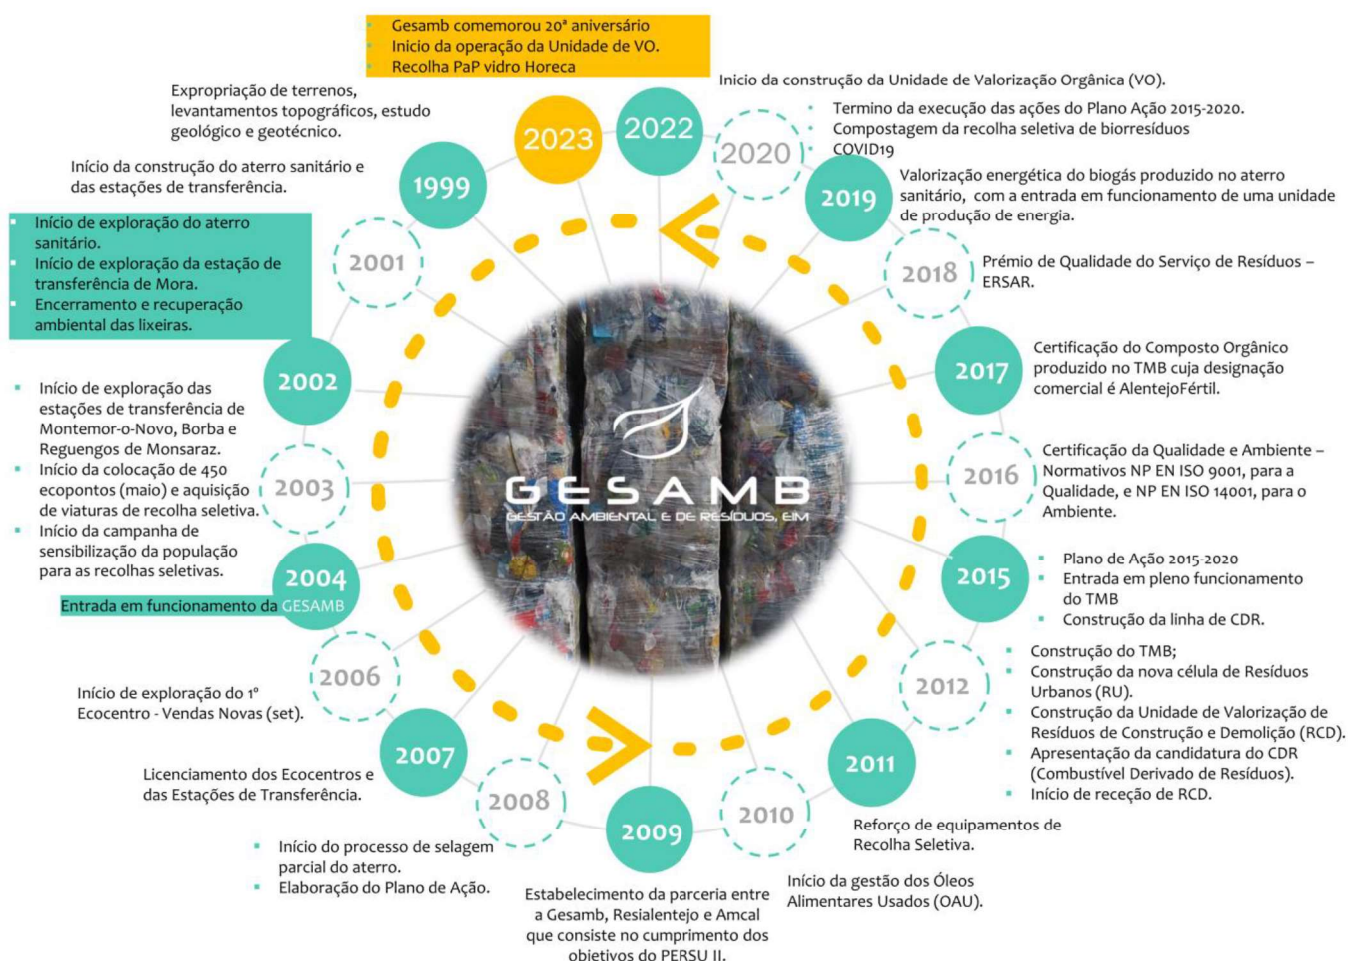 Gesamb comemorou 20ª aniversário
Inicio da operação da Unidade de VO.
Recolha PaP vidro Horeca
2023
Expropriação de terrenos,
levantamentos topográficos, estudo
geológico e geotécnico.
1999
Início da construção do aterro sanitário e
das estações de transferência.
2001
Início de exploração do aterro
sanitário.
Início de exploração da estação de
transferência de Mora.
Encerramento e recuperação
ambiental das lixeiras.
2002
Início de exploração das
estações de transferência de
Montemor-o-Novo, Borba e
Reguengos de Monsaraz.
Início da colocação de 450
ecopontos (maio) e aquisição
de viaturas de recolha seletiva.
Início da campanha de
sensibilização da população
para as recolhas seletivas.
2003
2004
Entrada em funcionamento da GESAMB
2006
Início de exploração do 1º
Ecocentro - Vendas Novas (set).
2007
Licenciamento dos Ecocentros e
das Estações de Transferência.
2008
Início do processo de selagem
parcial do aterro.
Elaboração do Plano de Ação.
2009
Estabelecimento da parceria entre
a Gesamb, Resialentejo e Amcal
que consiste no cumprimento dos
objetivos do PERSU II.
2010
Início da gestão dos Óleos
Alimentares Usados (OAU).
2011
Reforço de equipamentos de
Recolha Seletiva.
2012
Construção do TMB;
Construção da nova célula de Resíduos
Urbanos (RU).
Construção da Unidade de Valorização de
Resíduos de Construção e Demolição (RCD).
Apresentação da candidatura do CDR
(Combustível Derivado de Resíduos).
Início de receção de RCD.
2015
Plano de Ação 2015-2020
Entrada em pleno funcionamento
do TMB
Construção da linha de CDR.
2016
Certificação da Qualidade e Ambiente –
Normativos NP EN ISO 9001, para a
Qualidade, e NP EN ISO 14001, para o
Ambiente.
2017
Certificação do Composto Orgânico
produzido no TMB cuja designação
comercial é AlentejoFértil.
2018
Prémio de Qualidade do Serviço de Resíduos –
ERSAR.
2019
Valorização energética do biogás produzido no aterro
sanitário, com a entrada em funcionamento de uma unidade
de produção de energia.
2020
Termino da execução das ações do Plano Ação 2015-2020.
Compostagem da recolha seletiva de biorresíduos
COVID19
2022
Inicio da construção da Unidade de Valorização Orgânica (VO).
GESAMB
GESTÃO AMBIENTAL E DE RESÍDUOS, EIM